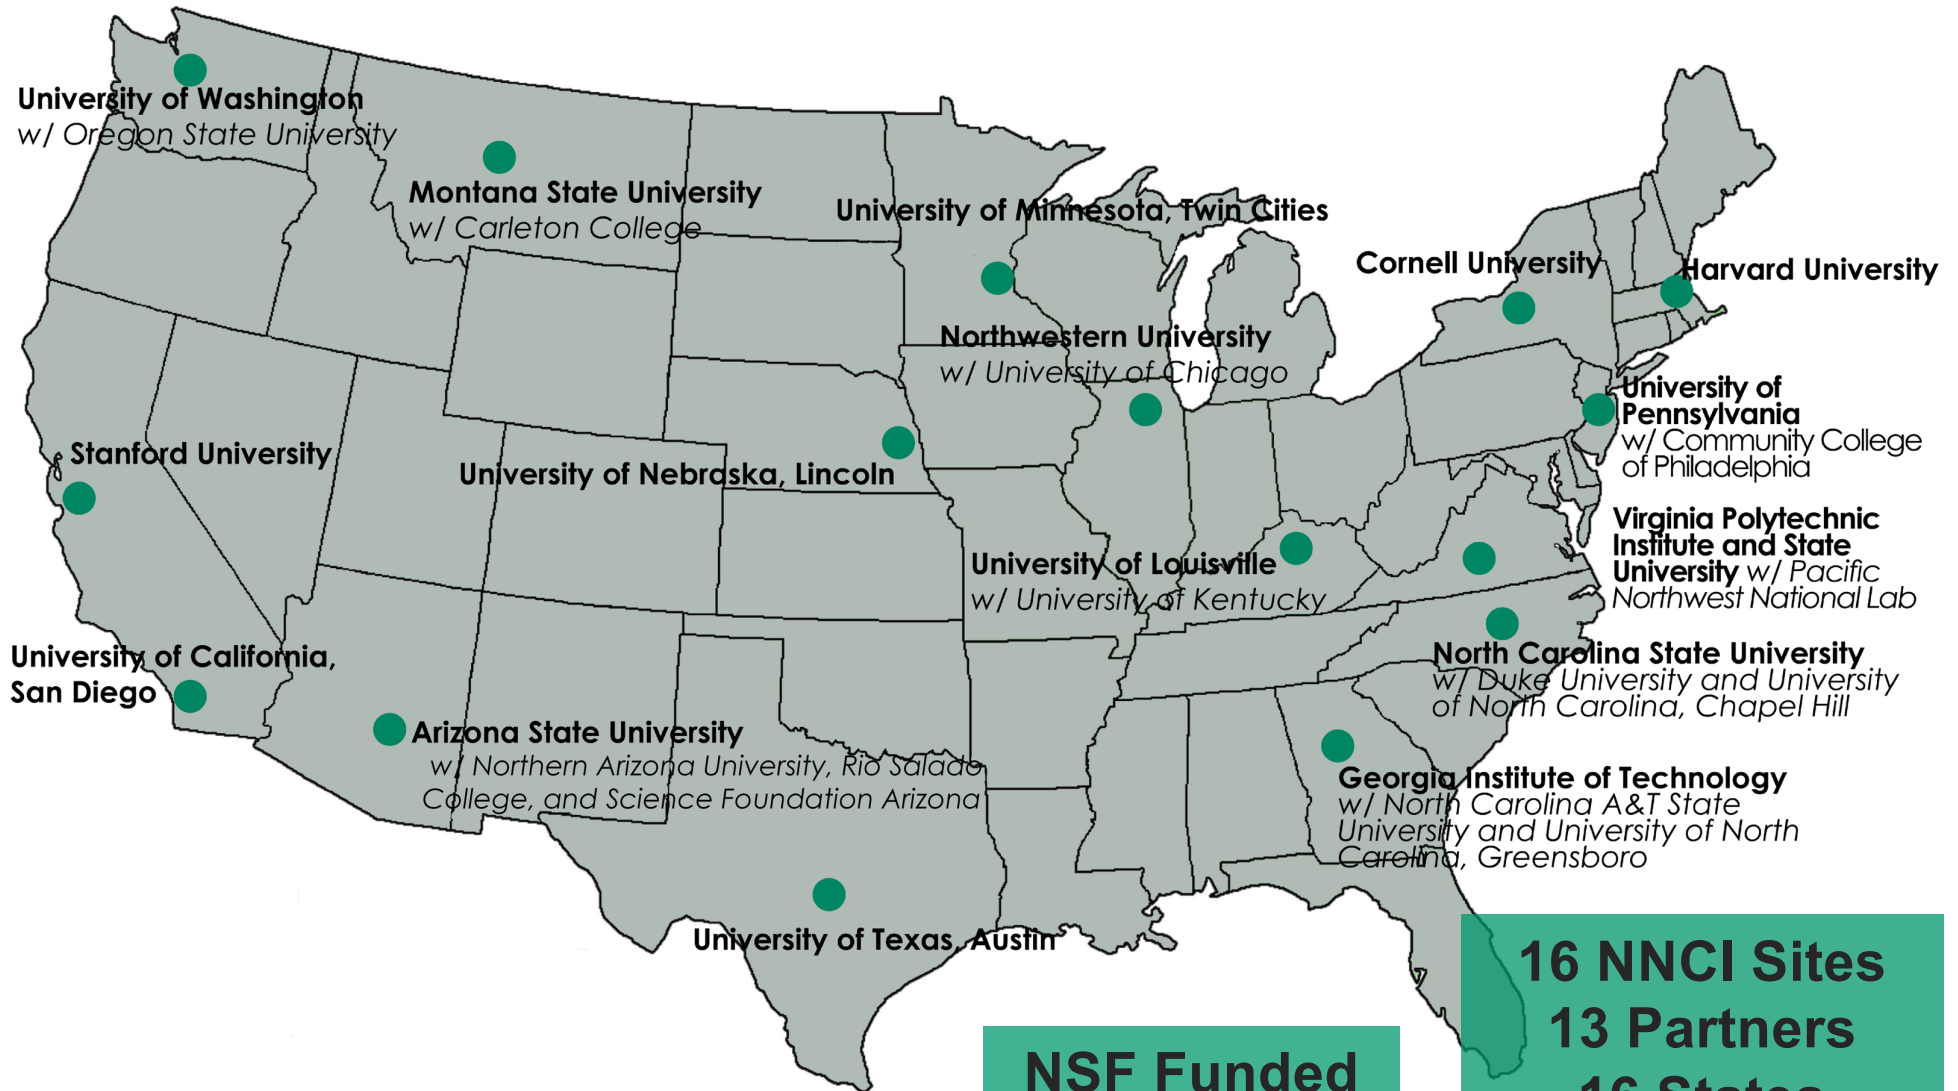 University of Washington
w/ Oregon State University
Montana State University
w/ Carleton College
University of Minnesota, Twin Cities
Cornell University
Harvard University
Northwestern University
w/ University of Chicago
University of
Pennsylvania
w/ Community College
of Philadelphia
Stanford University
University of Nebraska, Lincoln
Virginia Polytechnic
Institute and State
University w/ Pacific
Northwest National Lab
University of Louisville
w/ University of Kentucky
University of California,
San Diego
North Carolina State University
w/ Duke University and University
of North Carolina, Chapel Hill
Arizona State University
w/ Northern Arizona University, Rio Salado
College, and Science Foundation Arizona
Georgia Institute of Technology
w/ North Carolina A&T State
University and University of North
Carolina, Greensboro
University of Texas, Austin
16 NNCI Sites
13 Partners
16 States
NSF Funded